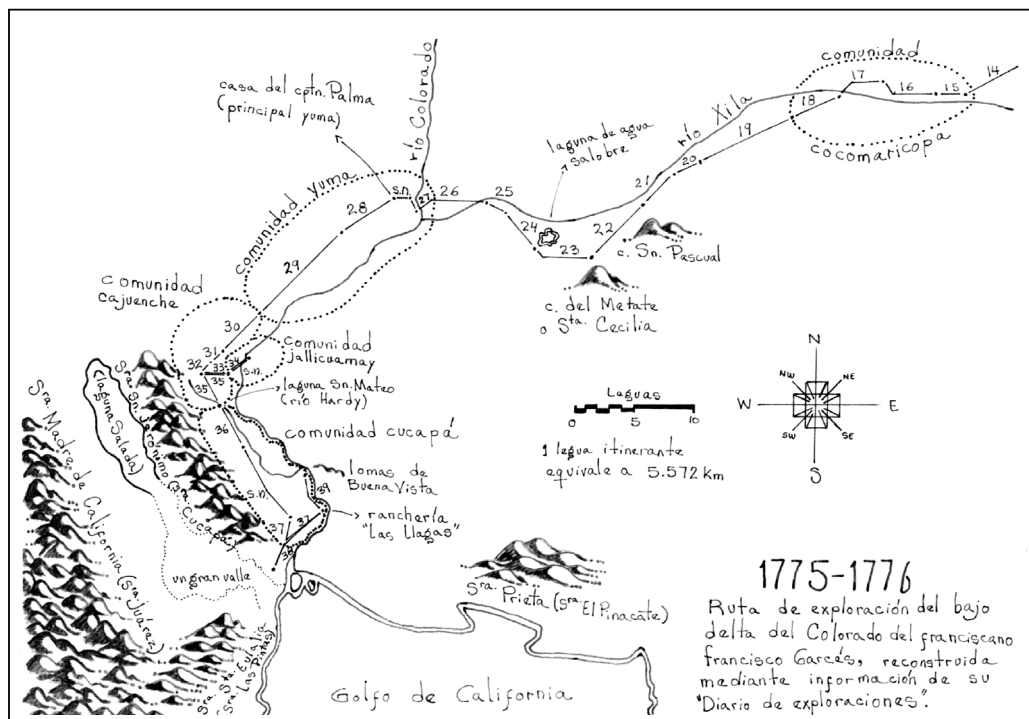 comunidad
17
14
16
15
18
río Colorado
casa del cptn. Palma
(principal yuma)
río Xila
19
cocomaricopa
laguna de agua
salobre
20
21
comunidad yuma
s.n.
27
26
25
28
22
24
23
c. Sn. Pascual
29
comunidad
cajuenche
c. del Metate
o Sta. Cecilia
30
31
comunidad
jallicuamay
32
33
34
s.n.
35
35
laguna Sn. Mateo
(río Hardy)
N
NW
NE
W
E
SW
SE
S
Laguas
0
5
10
1 legua itinerante
equivale a 5.572 km
36
comunidad cucapá
Sra. Madre de California (Sra. Juárez)
(laguna Salada)
Sra. Sn. Jerónimo (sra. Cucapá)
s.n.
lomas de
Buena Vista
39
37
37
38
ranchería
"Las Llagas"
un gran valle
Sra. Prieta (Sra. El Pinacate)
Sra. Sta. Eulalia
(Sra. Las Pintas)
Golfo de California
1775-1776
Ruta de exploración del bajo
delta del Colorado del franciscano
francisco Garcés, reconstruida
mediante información de su
"Diario de exploraciones".